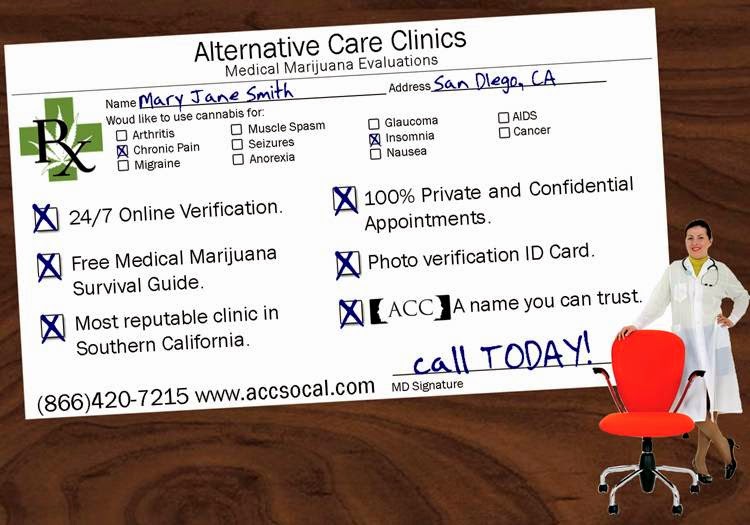 Alternative Care Clinics
Medical Marijuana Evaluations
Name Mary Jane Smith Address San DIego, CA
Woud like to use cannabis for:
Arthritis Muscle Spasm Glaucoma AIDS
Chronic Pain Seizures Insomnia Cancer
Migraine Anorexia Nausea
Rx
24/7 Online Verification.
100% Private and Confidential
Appointments.
Free Medical Marijuana
Survival Guide.
Photo verification ID Card.
Most reputable clinic in
Southern California.
[ACC] A name you can trust.
call TODAY!
MD Signature
(866)420-7215 www.accsocal.com